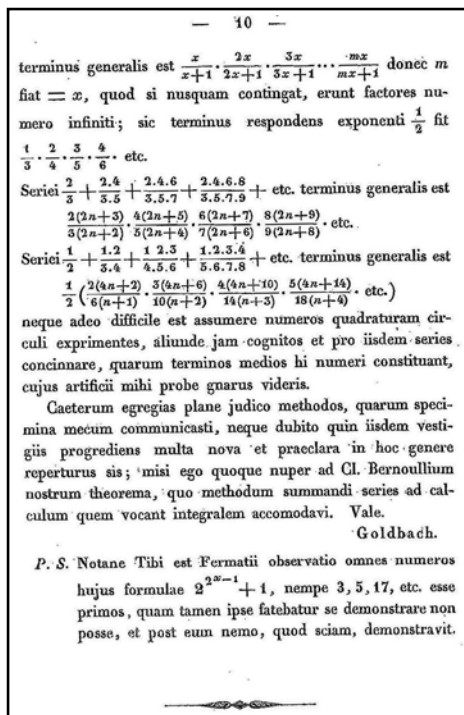 — 10 —
terminus generalis est x/(x+1) · 2x/(2x+1) · 3x/(3x+1) ... mx/(mx+1) donec m
fiat = x, quod si nusquam contingat, erunt factores nu-
mero infiniti; sic terminus respondens exponenti 1/2 fit
1/3 · 2/4 · 3/5 · 4/6 · etc.
Seriei 2/3 + 2.4/3.5 + 2.4.6/3.5.7 + 2.4.6.8/3.5.7.9 + etc. terminus generalis est
2(2n+3)/3(2n+2) · 4(2n+5)/5(2n+4) · 6(2n+7)/7(2n+6) · 8(2n+9)/9(2n+8) · etc.
Seriei 1/2 + 1.2/3.4 + 1 2.3/4.5.6 + 1.2.3.4/5.6.7.8 + etc. terminus generalis est
1/2 (2(4n+2)/6(n+1) · 3(4n+6)/10(n+2) · 4(4n+10)/14(n+3) · 5(4n+14)/18(n+4) · etc.)
neque adeo difficile est assumere numeros quadraturam cir-
culi exprimentes, aliunde jam cognitos et pro iisdem series
concinnare, quarum terminos medios hi numeri constituant,
cujus artificii mihi probe gnarus videris.
Caeterum egregias plane judico methodos, quarum speci-
mina mecum communicasti, neque dubito quin iisdem vesti-
giis progrediens multa nova et praeclara in hoc genere
reperturus sis; misi ego quoque nuper ad Cl. Bernoullium
nostrum theorema, quo methodum summandi series ad cal-
culum quem vocant integralem accomodavi. Vale.
Goldbach.
P. S. Notane Tibi est Fermatii observatio omnes numeros
hujus formulae 2^2^x−1 + 1, nempe 3, 5, 17, etc. esse
primos, quam tamen ipse fatebatur se demonstrare non
posse, et post eum nemo, quod sciam, demonstravit.